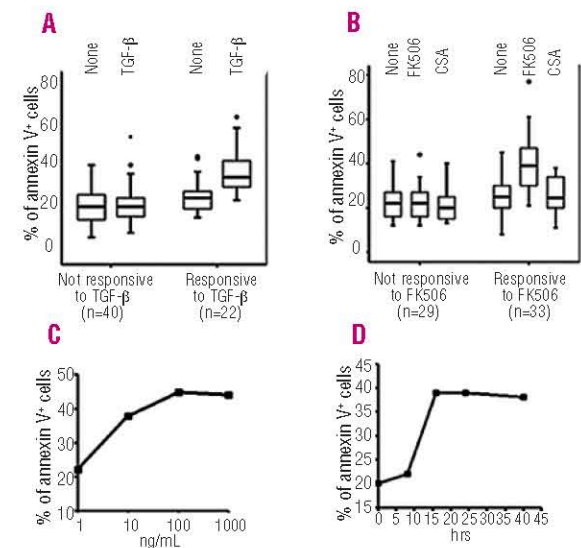 A
None
TGF-β
None
TGF-β
% of annexin V⁺ cells
80
60
40
20
0
Not responsive
to TGF-β
(n=40)
Responsive
to TGF-β
(n=22)
B
None
FK506
CSA
None
FK506
CSA
% of annexin V⁺ cells
80
60
40
20
0
Not responsive
to FK506
(n=29)
Responsive
to FK506
(n=33)
C
% of annexin V⁺ cells
50
40
30
20
10
1 10 100 1000
ng/mL
D
% of annexin V⁺ cells
45
40
35
30
25
20
15
0 5 10 15 20 25 30 35 40 45
hrs